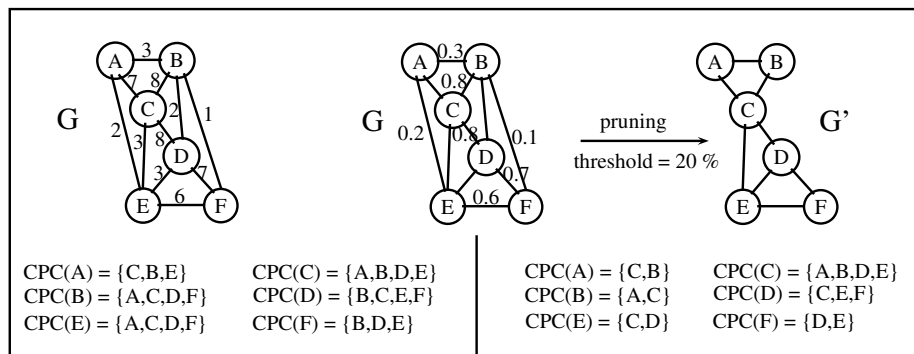 A 3 B
7 8
C
G 2 1
2 3 8
D
3 7
E 6 F
A 0.3 B
0.8
C
G
0.2 0.8 0.1
D
0.7
E 0.6 F
pruning
threshold = 20 %
A B
C
G’
D
E F
CPC(A) = {C,B,E} CPC(C) = {A,B,D,E}
CPC(B) = {A,C,D,F} CPC(D) = {B,C,E,F}
CPC(E) = {A,C,D,F} CPC(F) = {B,D,E}
CPC(A) = {C,B} CPC(C) = {A,B,D,E}
CPC(B) = {A,C} CPC(D) = {C,E,F}
CPC(E) = {C,D} CPC(F) = {D,E}